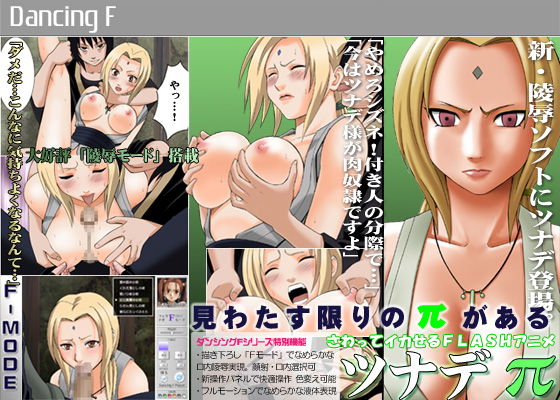 Dancing F
「ダメだ…こんなに気持ちよくなるなんて…」
F-MODE
やっ…!
大好評「陵辱モード」搭載
「やめろシズネ!付き人の分際で…」
「今はツナデ様が肉奴隷ですよ」
新・陵辱ソフトにツナデ登場
見わたす限りの π がある
さわってイカせるFLASHアニメ
ツナデ π
ダンシングFシリーズ特別機能
・描き下ろし「Fモード」でなめらかな
口内陵辱実現。顔射・口内選択可
・新操作パネルで快適操作 色変え可能
・フルモーションでなめらかな液体表現